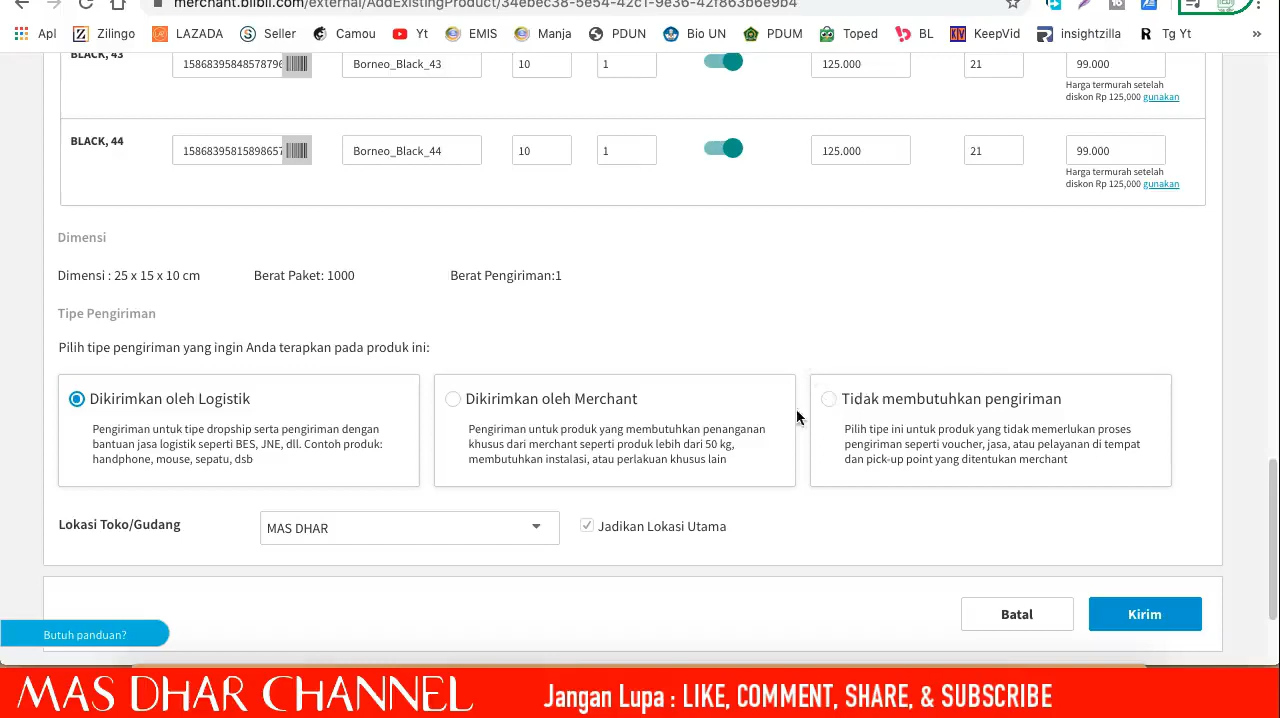 merchant.blibli.com/external/AddExistingProduct/34ebec38-5e54-42c1-9e36-42f863b6e9b4
Apl Zilingo LAZADA Seller Camou Yt EMIS Manja PDUN Bio UN PDUM Toped BL KeepVid insightzilla Tg Yt »
BLACK, 43 1586839584857879 Borneo_Black_43 10 1 125.000 21 99.000
Harga termurah setelah
diskon Rp 125,000 gunakan
BLACK, 44 1586839581589865 Borneo_Black_44 10 1 125.000 21 99.000
Harga termurah setelah
diskon Rp 125,000 gunakan
Dimensi
Dimensi : 25 x 15 x 10 cm Berat Paket: 1000 Berat Pengiriman:1
Tipe Pengiriman
Pilih tipe pengiriman yang ingin Anda terapkan pada produk ini:
Dikirimkan oleh Logistik
Pengiriman untuk tipe dropship serta pengiriman dengan
bantuan jasa logistik seperti BES, JNE, dll. Contoh produk:
handphone, mouse, sepatu, dsb
Dikirimkan oleh Merchant
Pengiriman untuk produk yang membutuhkan penanganan
khusus dari merchant seperti produk lebih dari 50 kg,
membutuhkan instalasi, atau perlakuan khusus lain
Tidak membutuhkan pengiriman
Pilih tipe ini untuk produk yang tidak memerlukan proses
pengiriman seperti voucher, jasa, atau pelayanan di tempat
dan pick-up point yang ditentukan merchant
Lokasi Toko/Gudang MAS DHAR Jadikan Lokasi Utama
Batal Kirim
Butuh panduan?
MAS DHAR CHANNEL Jangan Lupa : LIKE, COMMENT, SHARE, & SUBSCRIBE